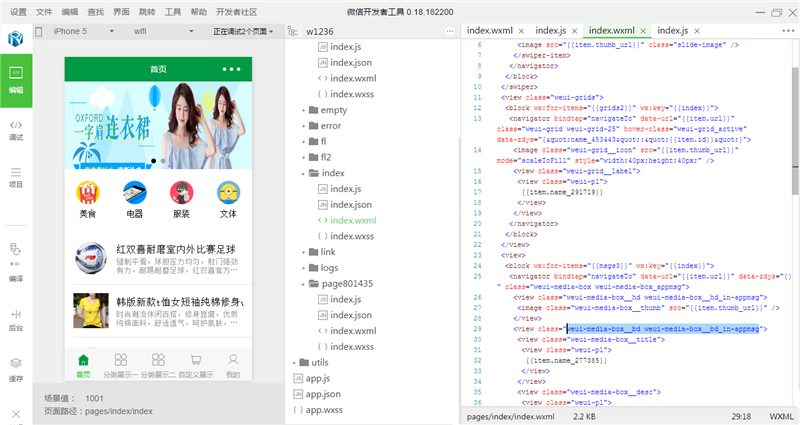 设置 文件 编辑 查找 界面 跳转 工具 帮助 开发者社区 微信开发者工具 0.18.182200
iPhone 5 wifi 正在调试2个页面
编辑
调试
项目
编译
后台
缓存
首页
OXFORD
一字肩 连衣裙
美食 电器 服装 文体
红双喜耐磨室内外比赛足球
缝制平滑，球胆压力均匀，射门强劲
有力，耐踢耐磨足球，红双喜官方…
韩版新款t恤女短袖纯棉修身
时尚潮流休闲百搭，修身显瘦，优质
纯棉面料，舒适透气，呵护肌肤，…
首页 分类展示一 分类展示二 自定义展示 我的
场景值： 1001
页面路径：pages/index/index
w1236
index.js
index.json
index.wxml
index.wxss
empty
error
fl
fl2
index
index.js
index.json
index.wxml
index.wxss
link
logs
page801435
index.js
index.json
index.wxml
index.wxss
utils
app.js
app.json
app.wxss
index.wxml index.js index.wxml index.js
6 <image src="{{item.thumb_url}}" class="slide-image" />
7 </swiper-item>
8 </navigator>
9 </block>
10 </swiper>
11 <view class="weui-grids">
12 <block wx:for-items="{{grids2}}" wx:key="{{index}}">
13 <navigator bindtap="navigateTo" data-url="{{item.url}}"
class="weui-grid weui-grid-25" hover-class="weui-grid_active"
data-zdys="{&quot;name_453443&quot;:&quot;{{item.id}}&quot;}">
14 <image class="weui-grid__icon" src="{{item.thumb_url}}"
mode="scaleToFill" style="width:40px;height:40px;" />
15 <view class="weui-grid__label">
16 <view class="weui-pl">
17 {{item.name_291719}}
18 </view>
19 </view>
20 </navigator>
21 </block>
22 </view>
23 <view>
24 <block wx:for-items="{{msgs3}}" wx:key="{{index}}">
25 <navigator bindtap="navigateTo" data-url="{{item.url}}" data-zdys="{}
" class="weui-media-box weui-media-box_appmsg">
26 <view class="weui-media-box__hd weui-media-box__hd_in-appmsg">
27 <image class="weui-media-box__thumb" src="{{item.thumb_url}}" />
28 </view>
29 <view class="weui-media-box__bd weui-media-box__bd_in-appmsg">
30 <view class="weui-media-box__title">
31 <view class="weui-pl">
32 {{item.name_277385}}
33 </view>
34 </view>
35 <view class="weui-media-box__desc">
36 <view class="weui-pl">
pages/index/index.wxml 2.2 KB 29:18 WXML